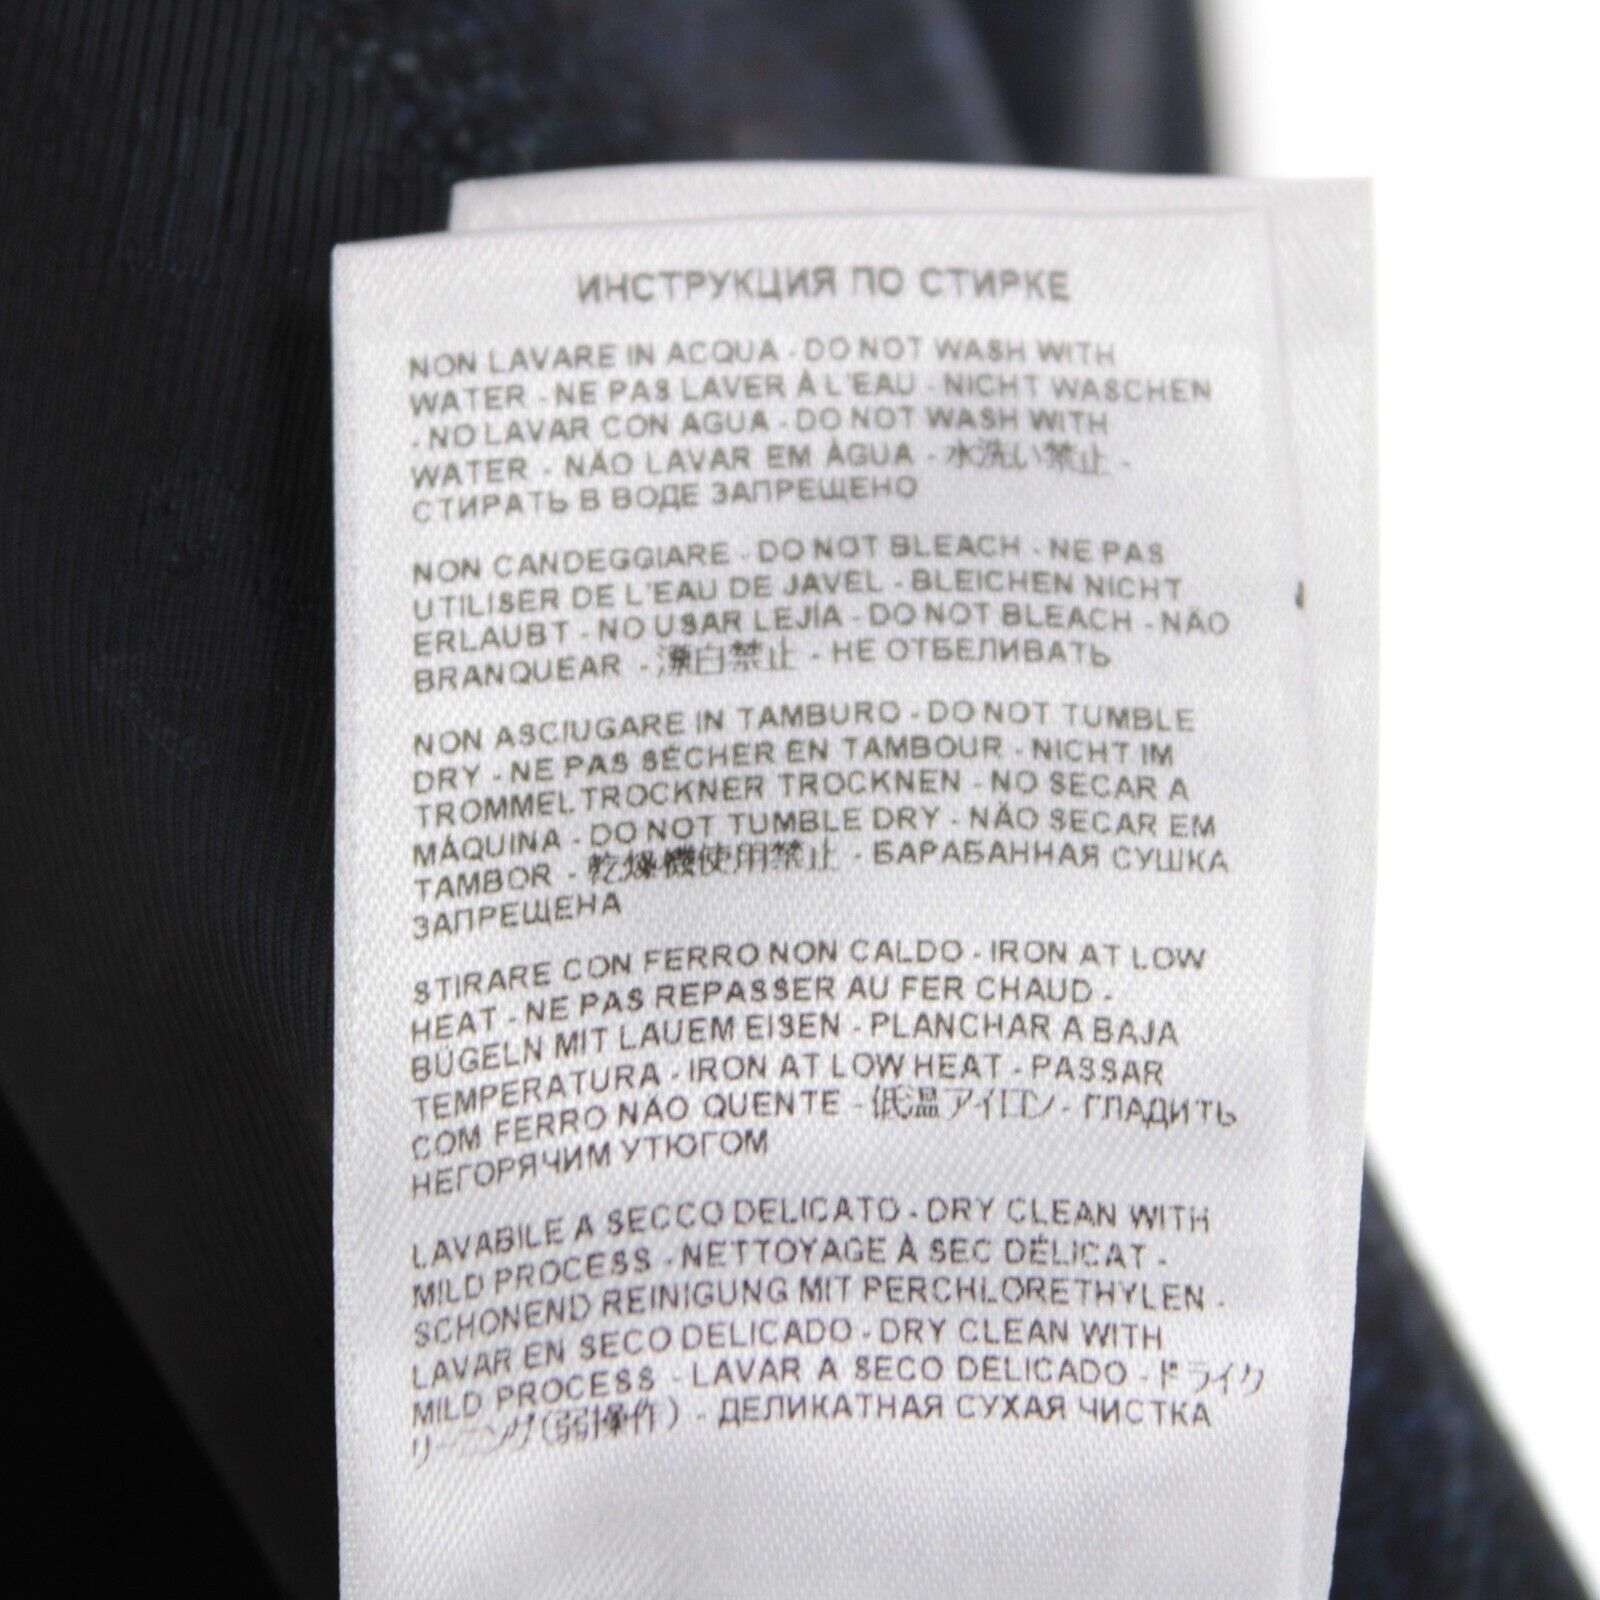 ИНСТРУКЦИЯ ПО СТИРКЕ
NON LAVARE IN ACQUA - DO NOT WASH WITH
WATER - NE PAS LAVER À L'EAU - NICHT WASCHEN
- NO LAVAR CON AGUA - DO NOT WASH WITH
WATER - NÃO LAVAR EM ÁGUA - 水洗い禁止 -
СТИРАТЬ В ВОДЕ ЗАПРЕЩЕНО
NON CANDEGGIARE - DO NOT BLEACH - NE PAS
UTILISER DE L'EAU DE JAVEL - BLEICHEN NICHT
ERLAUBT - NO USAR LEJÍA - DO NOT BLEACH - NÃO
BRANQUEAR - 漂白禁止 - НЕ ОТБЕЛИВАТЬ
NON ASCIUGARE IN TAMBURO - DO NOT TUMBLE
DRY - NE PAS SÉCHER EN TAMBOUR - NICHT IM
TROMMELTROCKNER TROCKNEN - NO SECAR A
MÁQUINA - DO NOT TUMBLE DRY - NÃO SECAR EM
TAMBOR - 乾燥機使用禁止 - БАРАБАННАЯ СУШКА
ЗАПРЕЩЕНА
STIRARE CON FERRO NON CALDO - IRON AT LOW
HEAT - NE PAS REPASSER AU FER CHAUD -
BÜGELN MIT LAUEM EISEN - PLANCHAR A BAJA
TEMPERATURA - IRON AT LOW HEAT - PASSAR
COM FERRO NÃO QUENTE - 低温アイロン - ГЛАДИТЬ
НЕГОРЯЧИМ УТЮГОМ
LAVABILE A SECCO DELICATO - DRY CLEAN WITH
MILD PROCESS - NETTOYAGE À SEC DÉLICAT -
SCHONEND REINIGUNG MIT PERCHLORETHYLEN -
LAVAR EN SECO DELICADO - DRY CLEAN WITH
MILD PROCESS - LAVAR A SECO DELICADO - ドライク
リーニング(弱操作) - ДЕЛИКАТНАЯ СУХАЯ ЧИСТКА